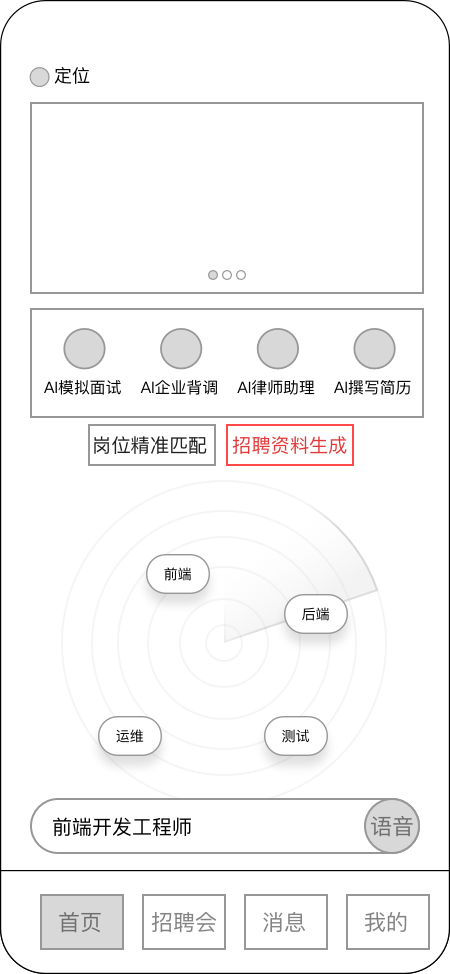 定位
AI模拟面试 AI企业背调 AI律师助理 AI撰写简历
岗位精准匹配 招聘资料生成
前端
后端
运维 测试
前端开发工程师 语音
首页 招聘会 消息 我的